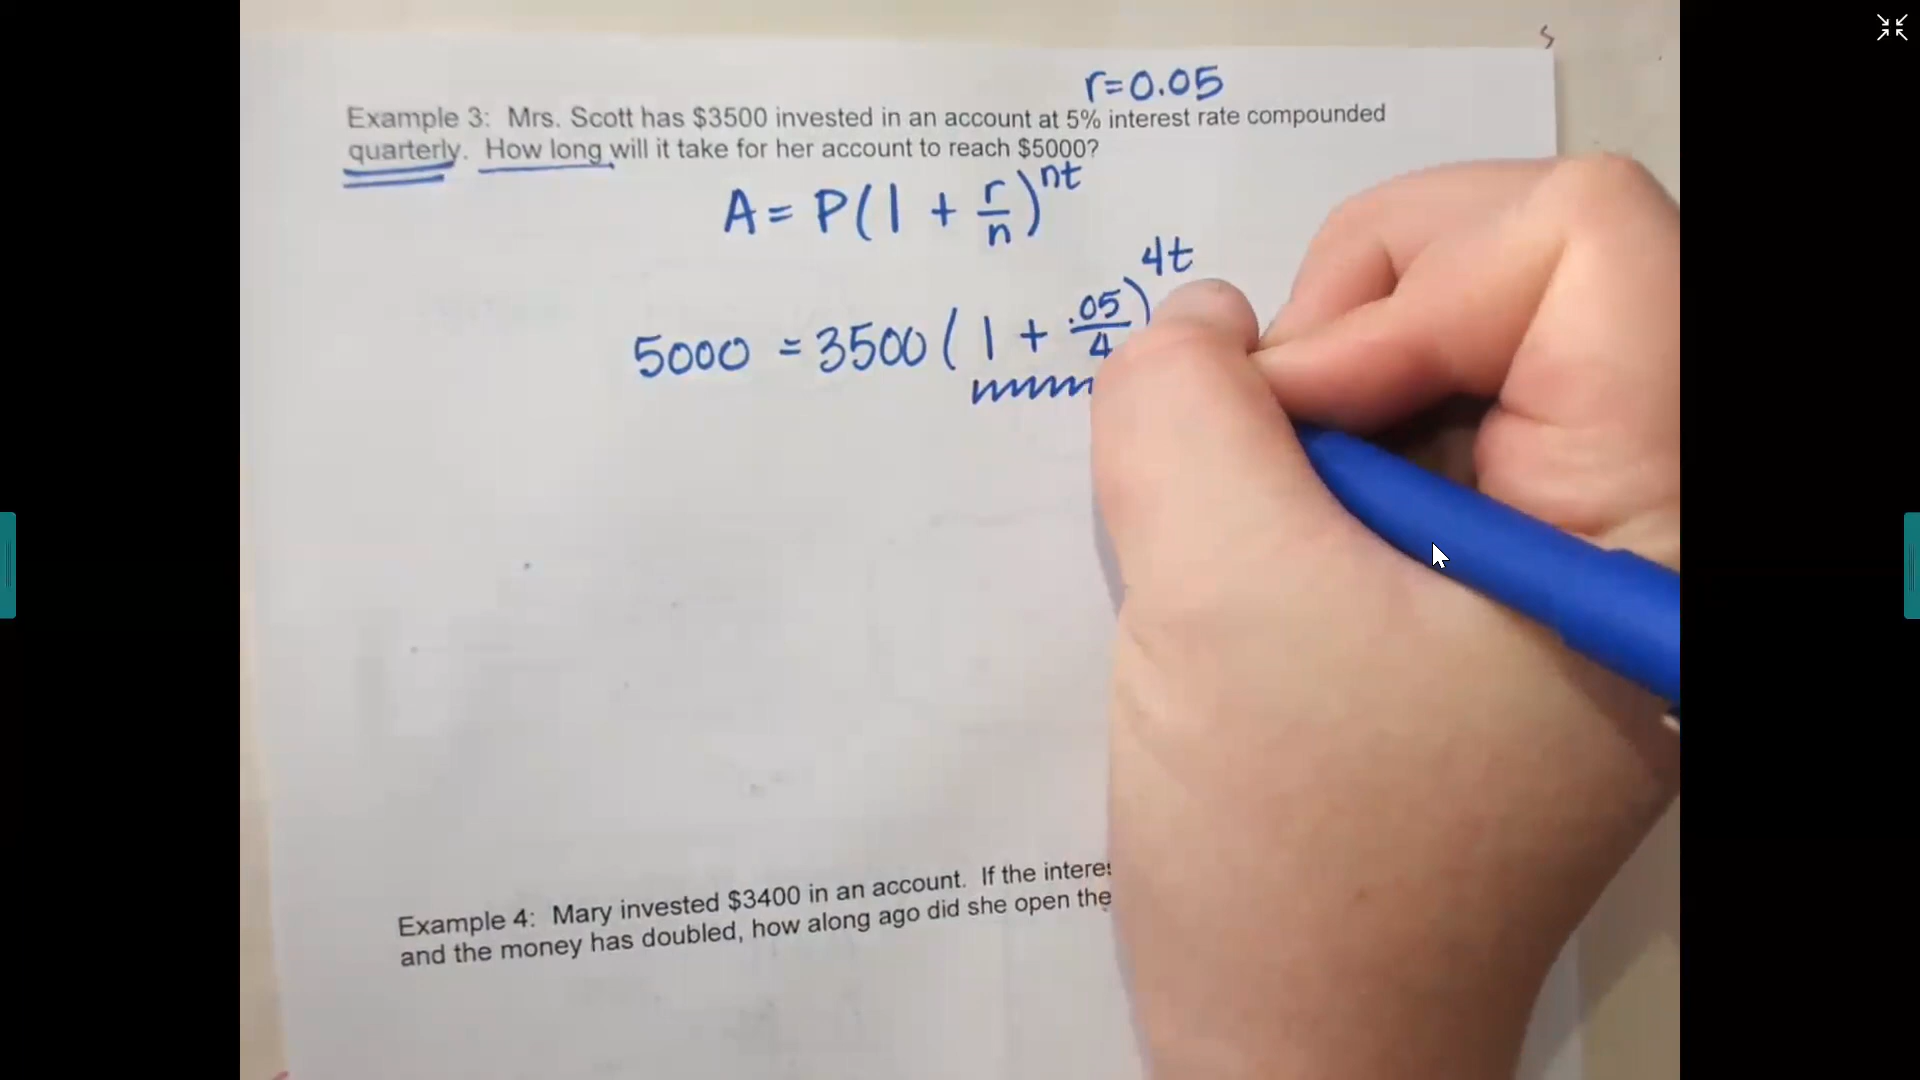 r=0.05
Example 3: Mrs. Scott has $3500 invested in an account at 5% interest rate compounded
quarterly. How long will it take for her account to reach $5000?
A = P(1 + r/n)^nt
5000 = 3500(1 + .05/4)^4t
Example 4: Mary invested $3400 in an account. If the
and the money has doubled, how along ago did she open the